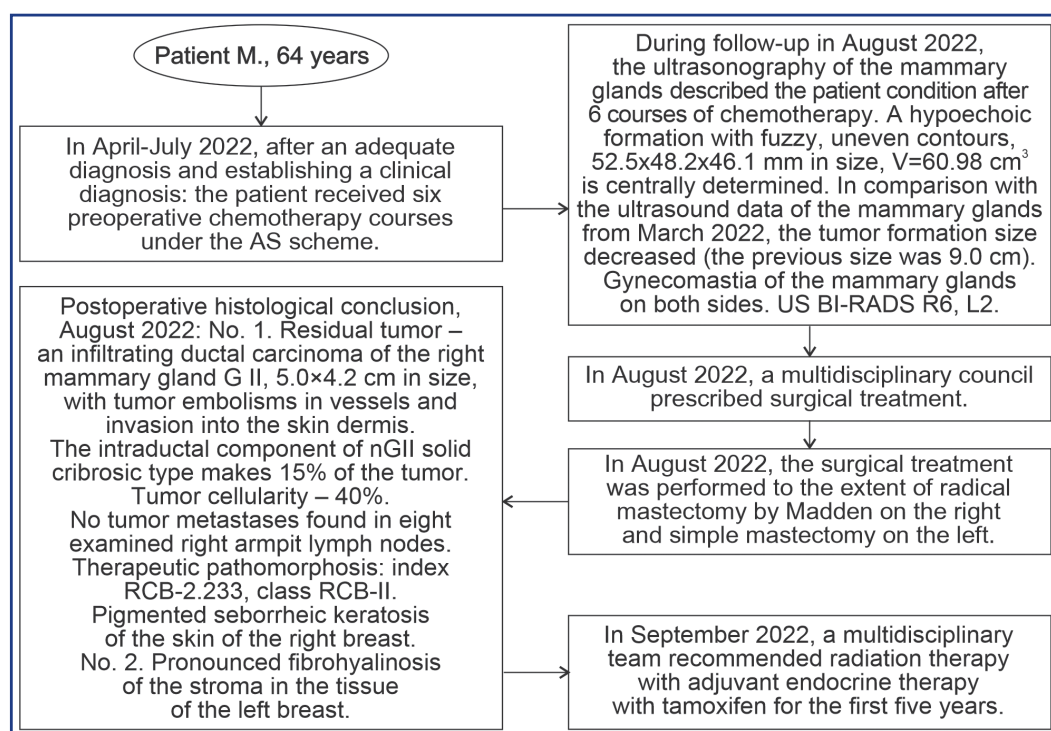 Patient M., 64 years
In April-July 2022, after an adequate
diagnosis and establishing a clinical
diagnosis: the patient received six
preoperative chemotherapy courses
under the AS scheme.
During follow-up in August 2022,
the ultrasonography of the mammary
glands described the patient condition after
6 courses of chemotherapy. A hypoechoic
formation with fuzzy, uneven contours,
52.5x48.2x46.1 mm in size, V=60.98 cm³
is centrally determined. In comparison with
the ultrasound data of the mammary glands
from March 2022, the tumor formation size
decreased (the previous size was 9.0 cm).
Gynecomastia of the mammary glands
on both sides. US BI-RADS R6, L2.
In August 2022, a multidisciplinary council
prescribed surgical treatment.
In August 2022, the surgical treatment
was performed to the extent of radical
mastectomy by Madden on the right
and simple mastectomy on the left.
Postoperative histological conclusion,
August 2022: No. 1. Residual tumor –
an infiltrating ductal carcinoma of the right
mammary gland G II, 5.0×4.2 cm in size,
with tumor embolisms in vessels and
invasion into the skin dermis.
The intraductal component of nGII solid
cribrosic type makes 15% of the tumor.
Tumor cellularity – 40%.
No tumor metastases found in eight
examined right armpit lymph nodes.
Therapeutic pathomorphosis: index
RCB-2.233, class RCB-II.
Pigmented seborrheic keratosis
of the skin of the right breast.
No. 2. Pronounced fibrohyalinosis
of the stroma in the tissue
of the left breast.
In September 2022, a multidisciplinary
team recommended radiation therapy
with adjuvant endocrine therapy
with tamoxifen for the first five years.